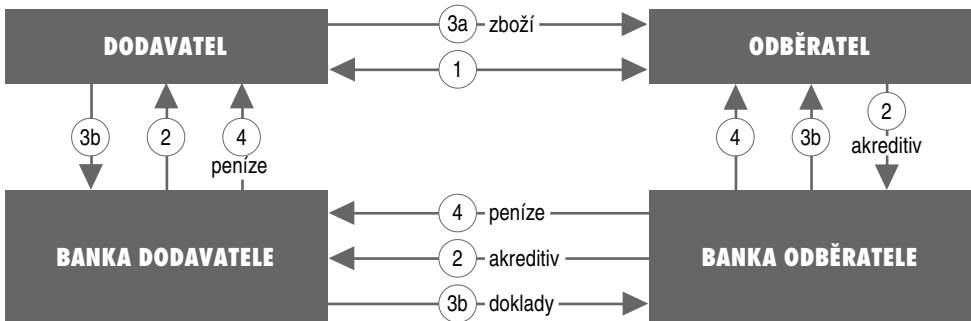 3a zboží
DODAVATEL
ODBĚRATEL
1
3b
2
4
peníze
4
3b
2
akreditiv
4 peníze
BANKA DODAVATELE
2 akreditiv
BANKA ODBĚRATELE
3b doklady